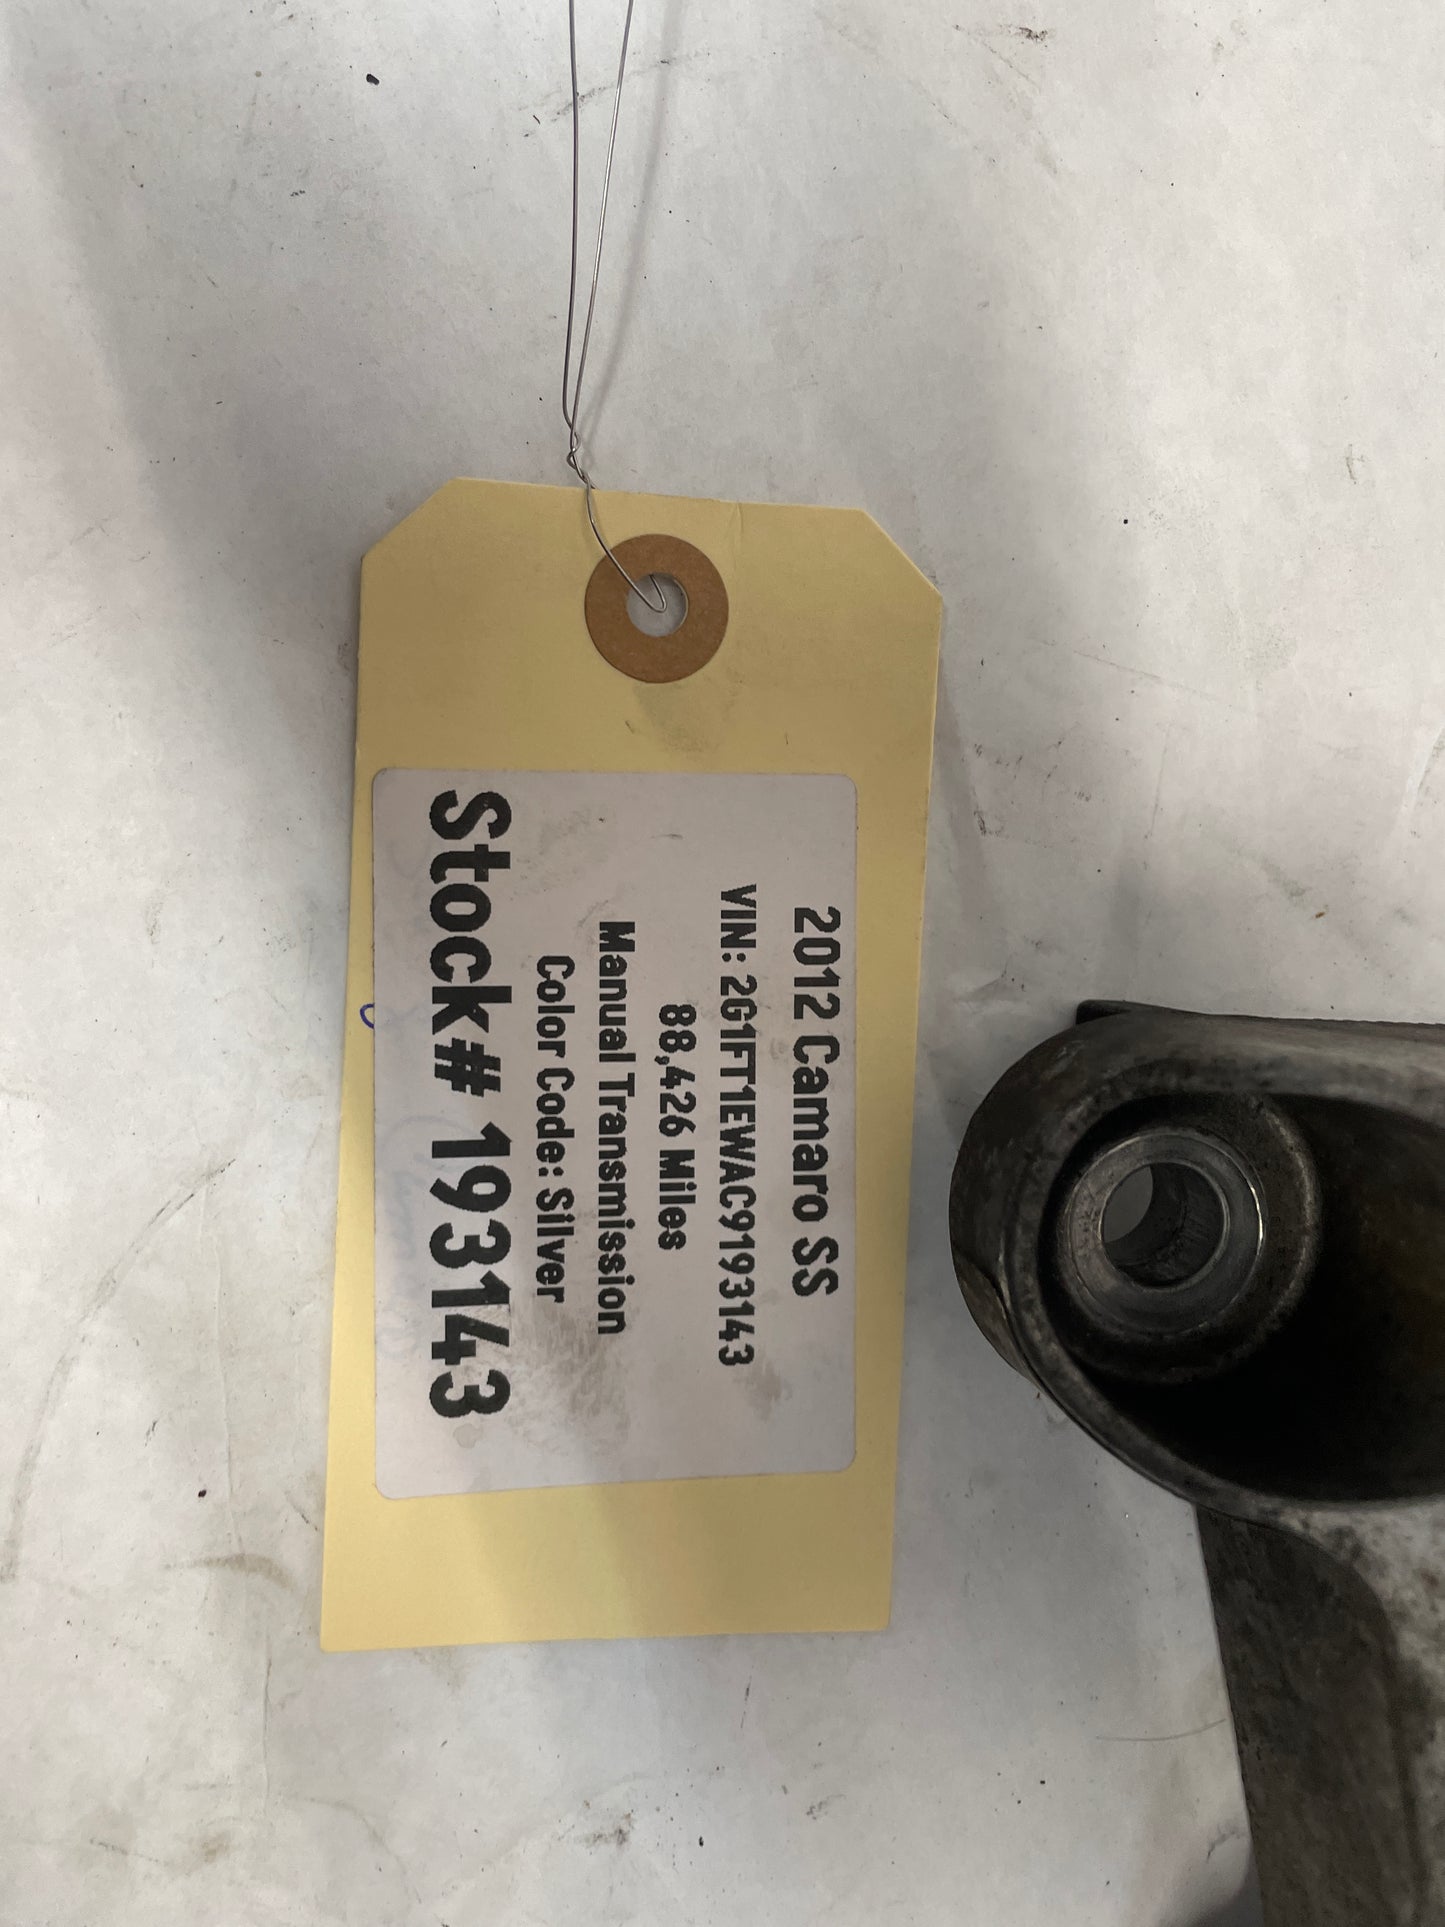 2012 Camaro SS
VIN: 2G1FT1EWAC9193143
88,426 Miles
Manual Transmission
Color Code: Silver
Stock# 193143